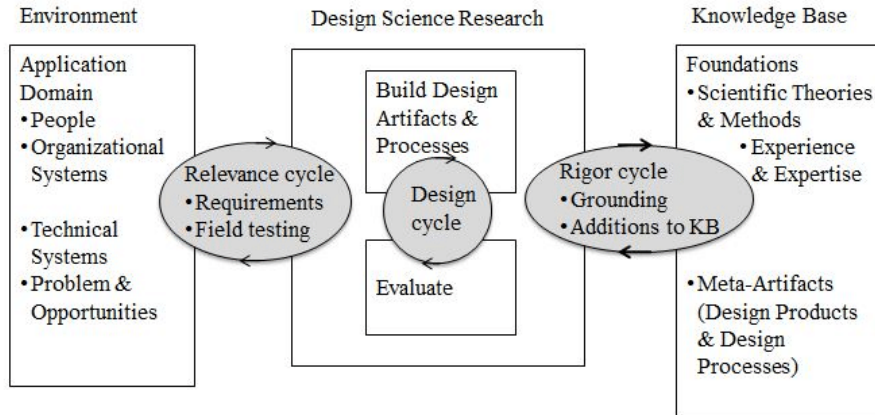 Environment
Design Science Research
Knowledge Base
Application
Domain
•People
•Organizational
Systems
•Technical
Systems
•Problem &
Opportunities
Relevance cycle
•Requirements
•Field testing
Build Design
Artifacts &
Processes
Design
cycle
Evaluate
Rigor cycle
•Grounding
•Additions to KB
Foundations
•Scientific Theories
& Methods
•Experience
& Expertise
•Meta-Artifacts
(Design Products
& Design
Processes)